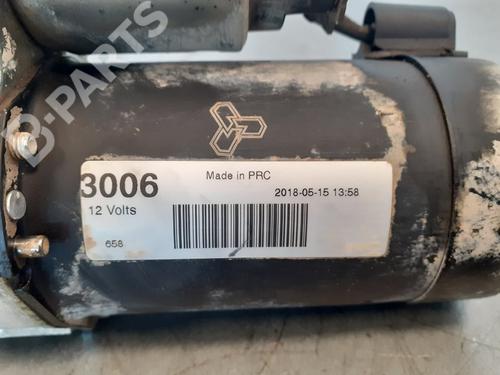 B-PARTS
3006
Made in PRC
2018-05-15 13:58
12 Volts
658